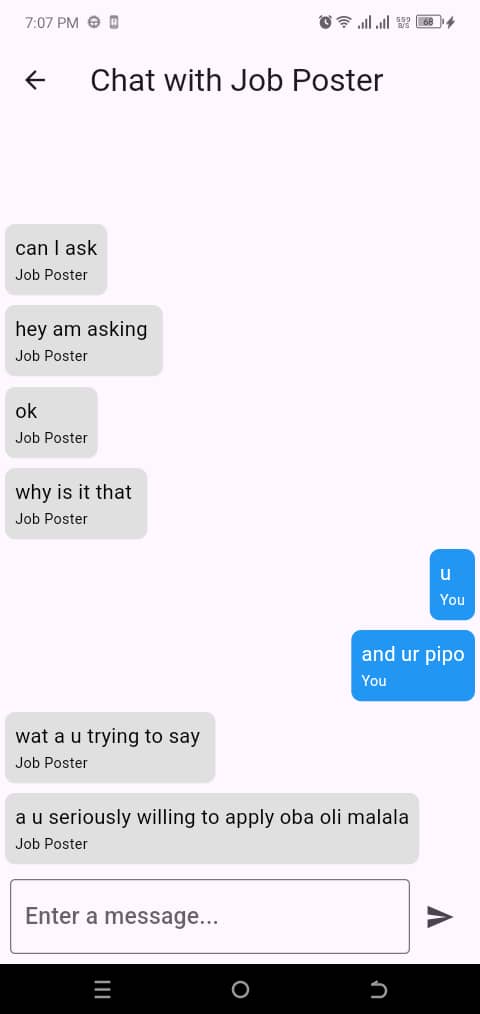 7:07 PM
68
Chat with Job Poster
can I ask
Job Poster
hey am asking
Job Poster
ok
Job Poster
why is it that
Job Poster
u
You
and ur pipo
You
wat a u trying to say
Job Poster
a u seriously willing to apply oba oli malala
Job Poster
Enter a message...